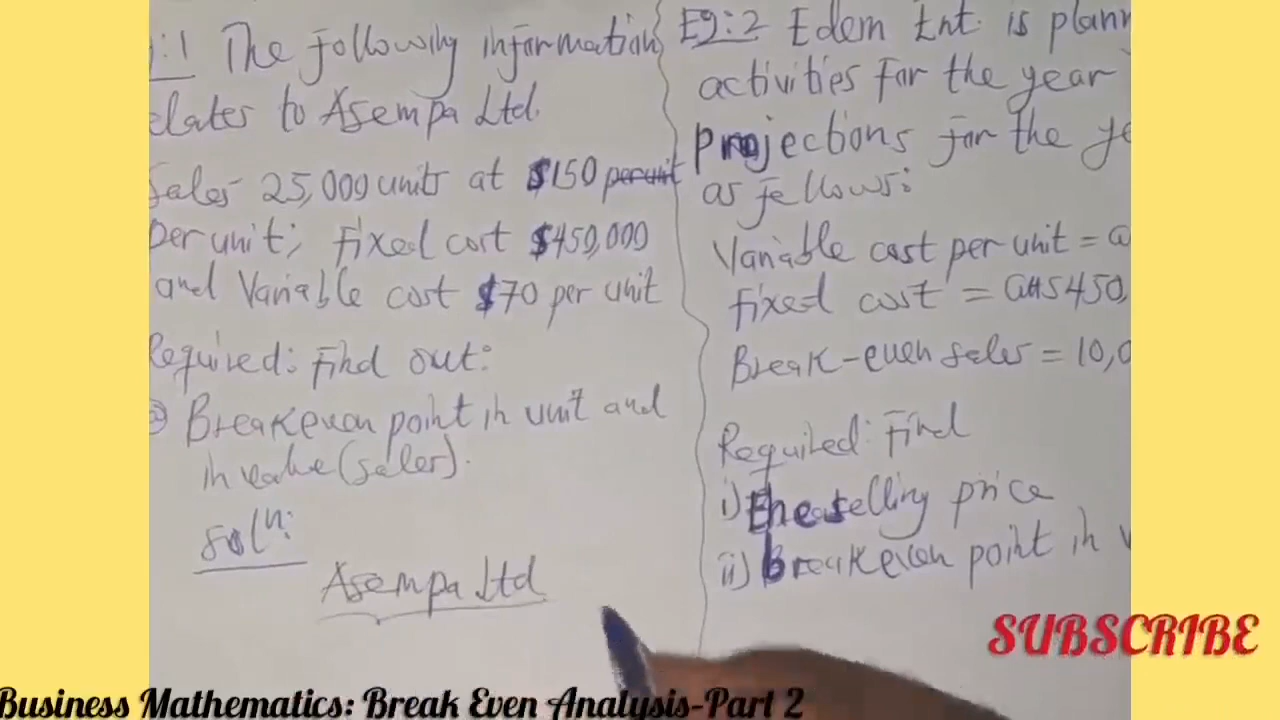 :1 The following information
elates to Asempa Ltd.
Sales 25,000 units at $150 per unit
per unit; Fixed cost $450,000
and Variable cost $70 per unit
Required: Find out:
Breakeven point in unit and
in value (sales).
Soln:
Asempa Ltd
Eg:2 Edem Ent. is plann
activities for the year
Projections for the ye
as follows:
Variable cost per unit =
Fixed cost = GHS 450,
Break-even sales = 10,0
Required: Find
i) The selling price
ii) Breakeven point in v
SUBSCRIBE
Business Mathematics: Break Even Analysis-Part 2